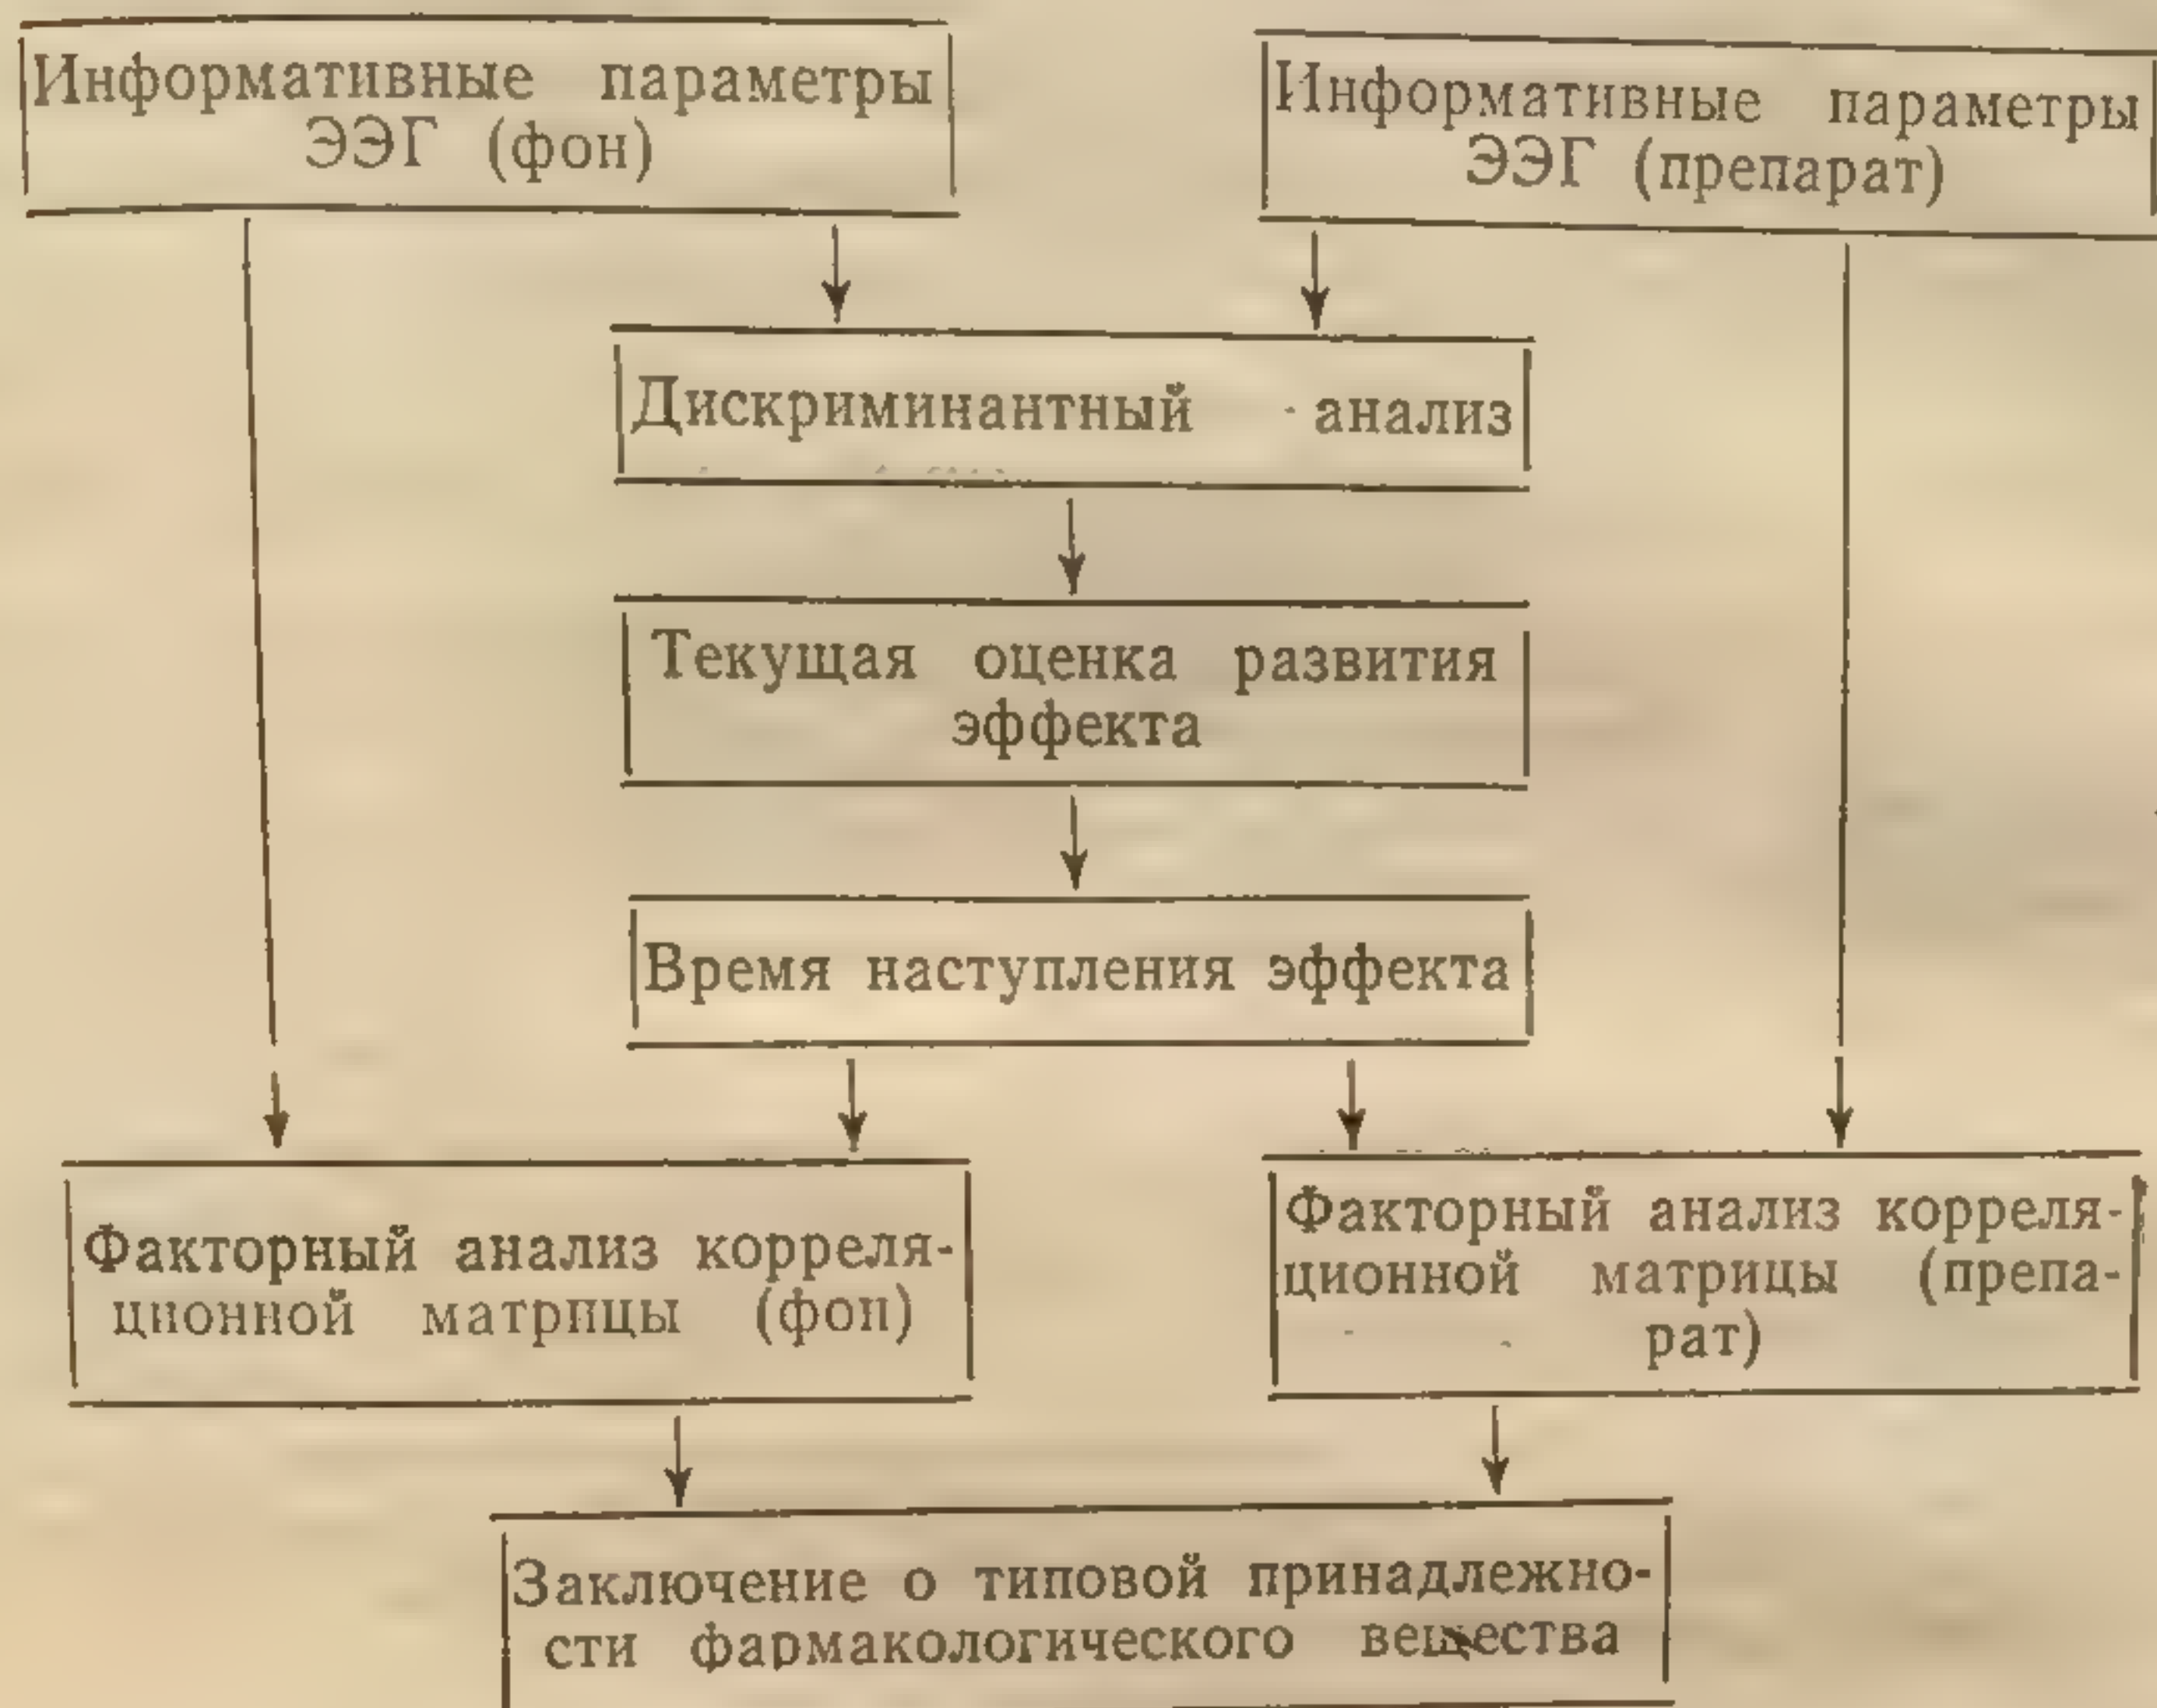 Информативные параметры
ЭЭГ (фон)
Информативные параметры
ЭЭГ (препарат)
Дискриминантный анализ
Текущая оценка развития
эффекта
Время наступления эффекта
Факторный анализ корреля-
ционной матрицы (фон)
Факторный анализ корреля-
ционной матрицы (препа-
рат)
Заключение о типовой принадлежно-
сти фармакологического вещества